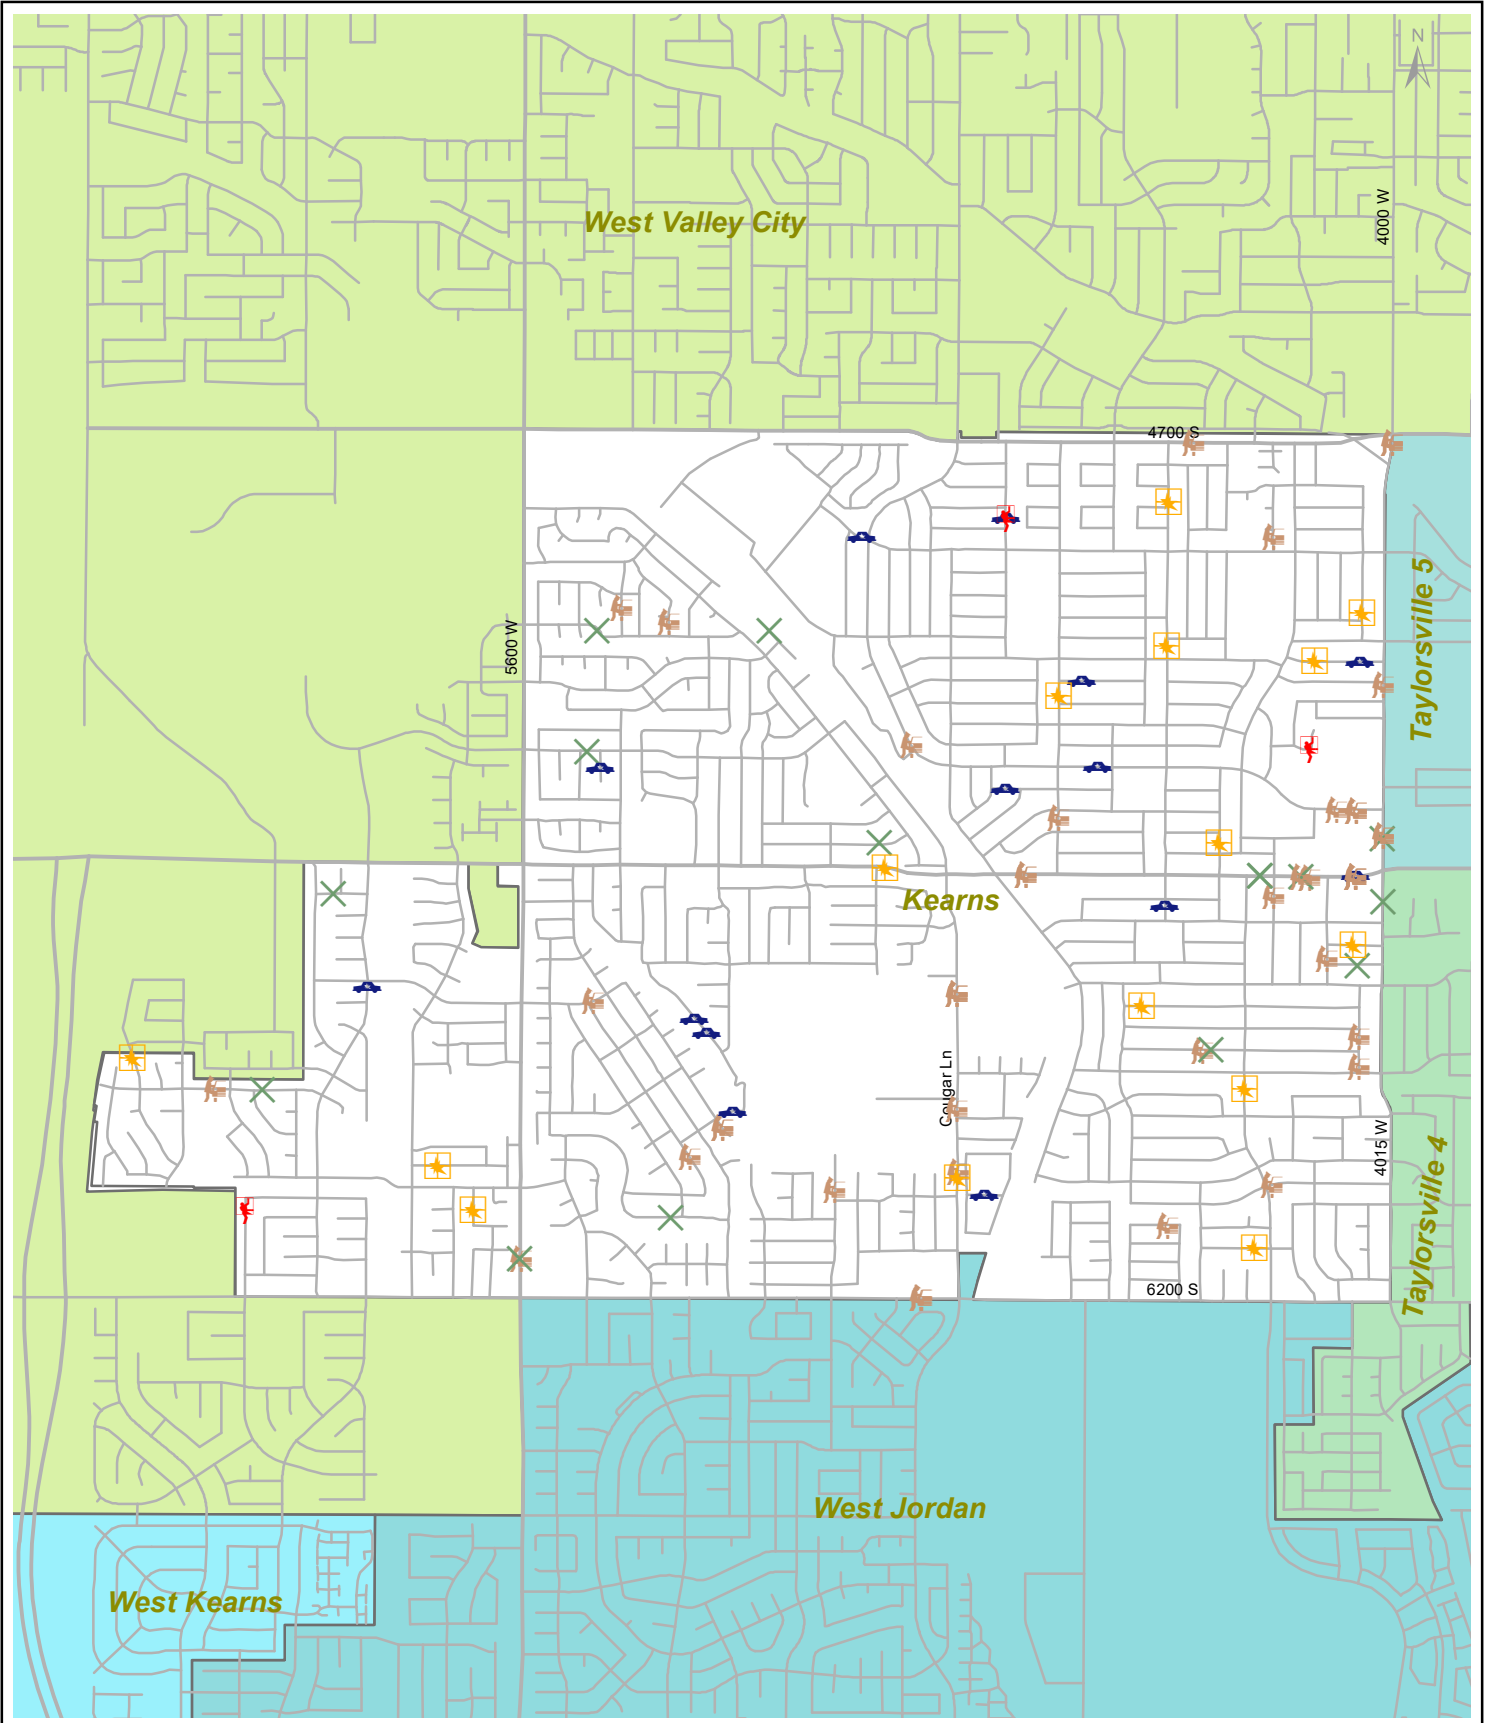 N
West Valley City
4000 W
4700 S
Taylorsville 5
5600 W
Kearns
Cougar Ln
4015 W
Taylorsville 4
6200 S
West Jordan
West Kearns